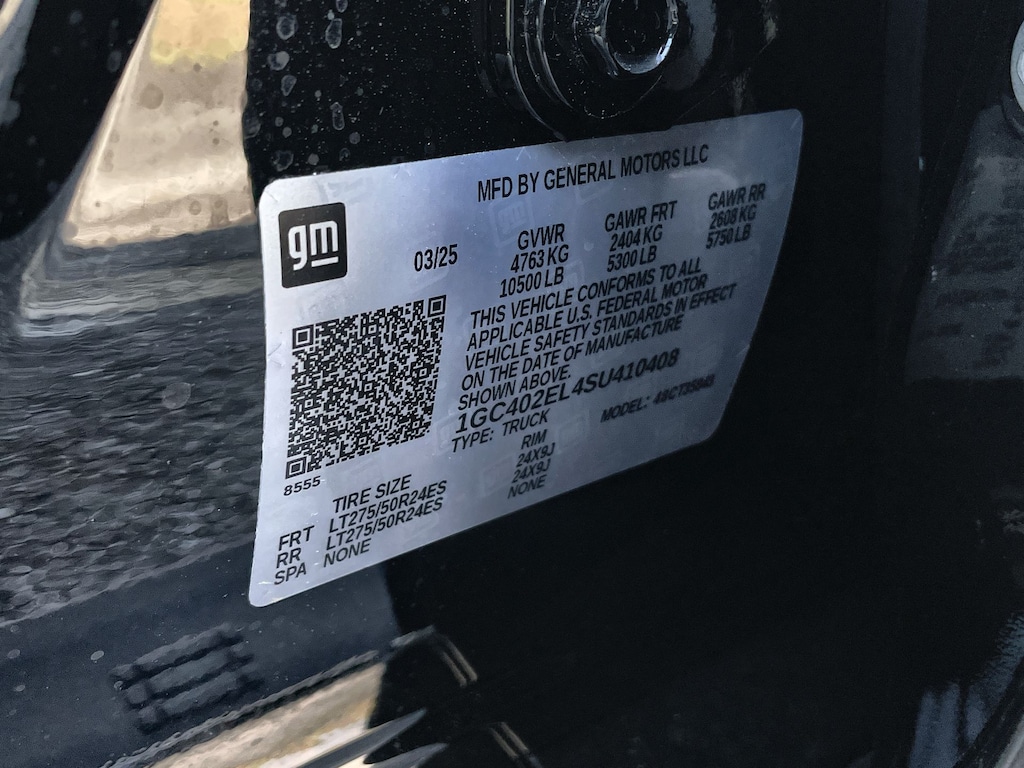 MFD BY GENERAL MOTORS LLC
gm
03/25
GVWR
4763 KG
10500 LB
GAWR FRT
2404 KG
5300 LB
GAWR RR
2608 KG
5750 LB
THIS VEHICLE CONFORMS TO ALL
APPLICABLE U.S. FEDERAL MOTOR
VEHICLE SAFETY STANDARDS IN EFFECT
ON THE DATE OF MANUFACTURE
SHOWN ABOVE.
1GC402EL4SU410408
TYPE: TRUCK
MODEL:
8555
TIRE SIZE
RIM
FRT LT275/50R24ES 24X9J
RR LT275/50R24ES 24X9J
SPA NONE NONE